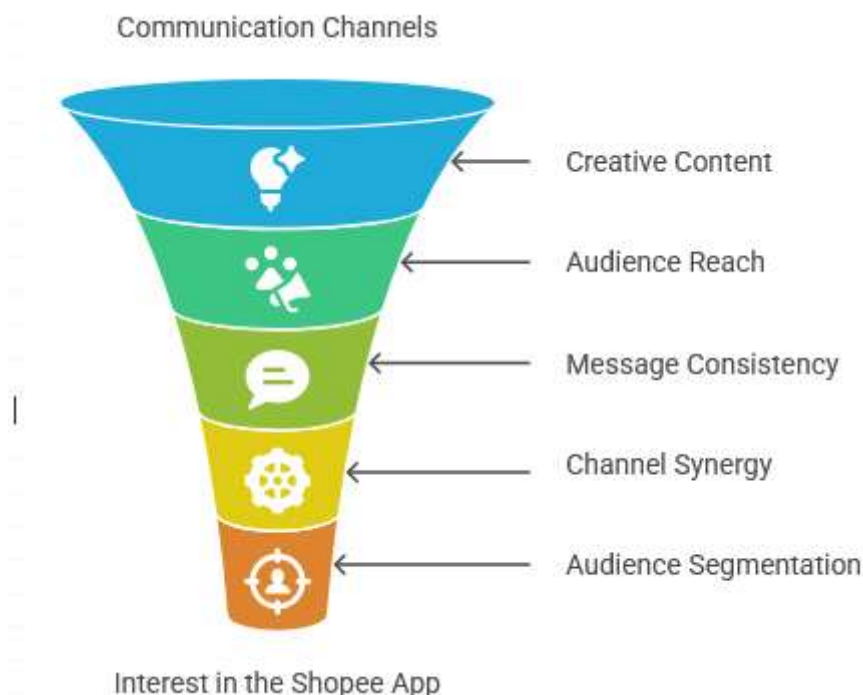 Communication Channels
Creative Content
Audience Reach
Message Consistency
Channel Synergy
Audience Segmentation
Interest in the Shopee App